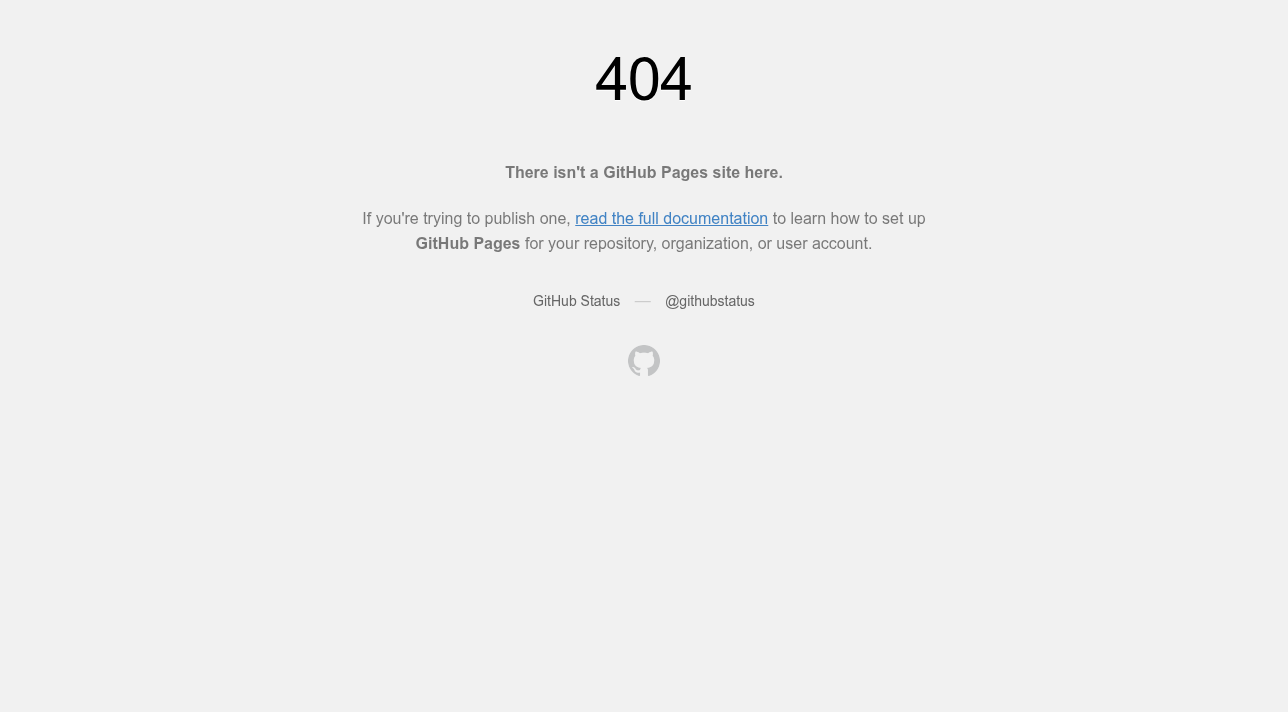 404
There isn't a GitHub Pages site here.
If you're trying to publish one, read the full documentation to learn how to set up
GitHub Pages for your repository, organization, or user account.
GitHub Status — @githubstatus